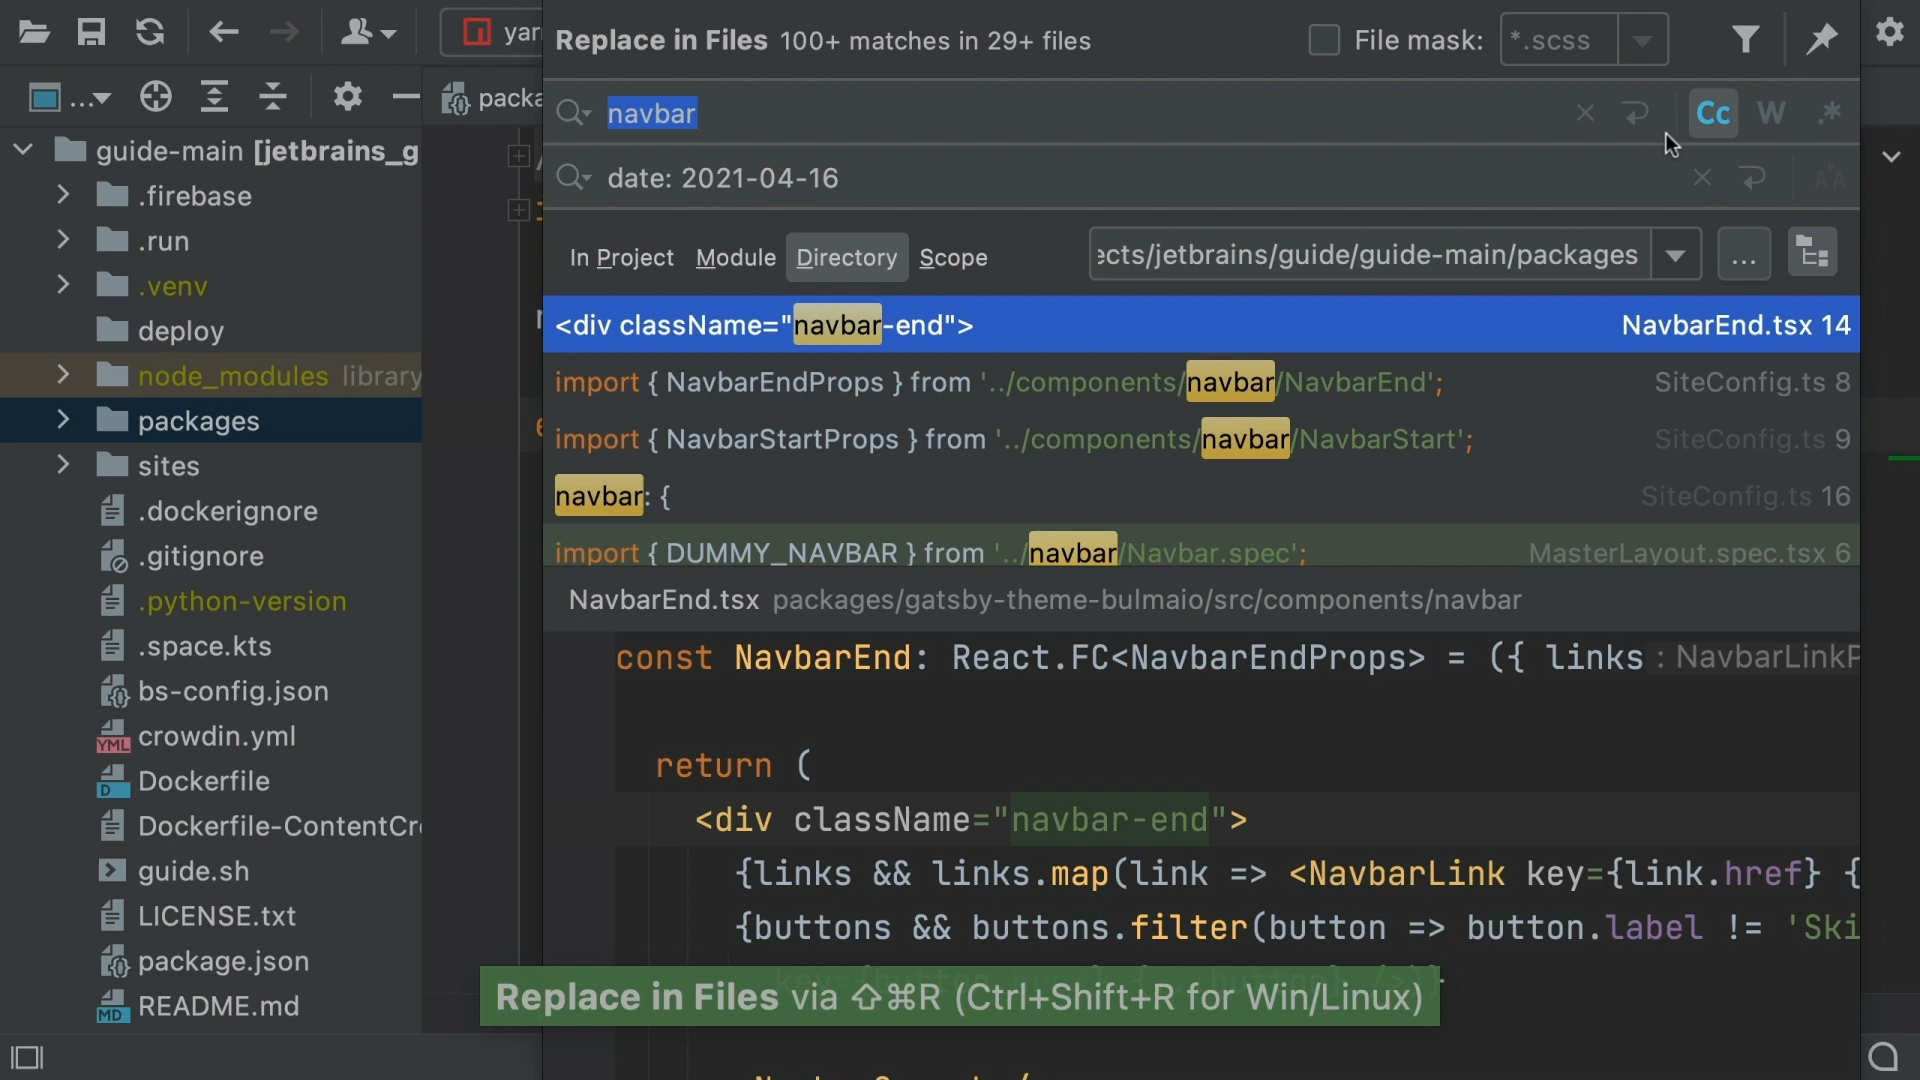 yar
Replace in Files 100+ matches in 29+ files
File mask: *.scss
packa
navbar
Cc W .*
date: 2021-04-16
In Project Module Directory Scope
ects/jetbrains/guide/guide-main/packages
...
guide-main [jetbrains_g
.firebase
.run
.venv
deploy
node_modules library
packages
sites
.dockerignore
.gitignore
.python-version
.space.kts
bs-config.json
crowdin.yml
Dockerfile
Dockerfile-ContentCr
guide.sh
LICENSE.txt
package.json
README.md
<div className="navbar-end"> NavbarEnd.tsx 14
import { NavbarEndProps } from '../components/navbar/NavbarEnd'; SiteConfig.ts 8
import { NavbarStartProps } from '../components/navbar/NavbarStart'; SiteConfig.ts 9
navbar: { SiteConfig.ts 16
import { DUMMY_NAVBAR } from '../navbar/Navbar.spec'; MasterLayout.spec.tsx 6
NavbarEnd.tsx packages/gatsby-theme-bulmaio/src/components/navbar
const NavbarEnd: React.FC<NavbarEndProps> = ({ links : NavbarLinkP
return (
<div className="navbar-end">
{links && links.map(link => <NavbarLink key={link.href} {
{buttons && buttons.filter(button => button.label != 'Ski
Replace in Files via ⇧⌘R (Ctrl+Shift+R for Win/Linux)